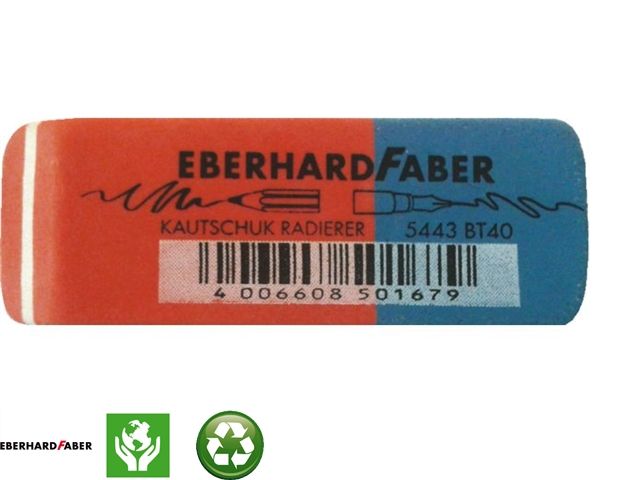 EBERHARDFABER
KAUTSCHUK RADIERER 5443 BT40
4 006608 501679
EBERHARDFABER